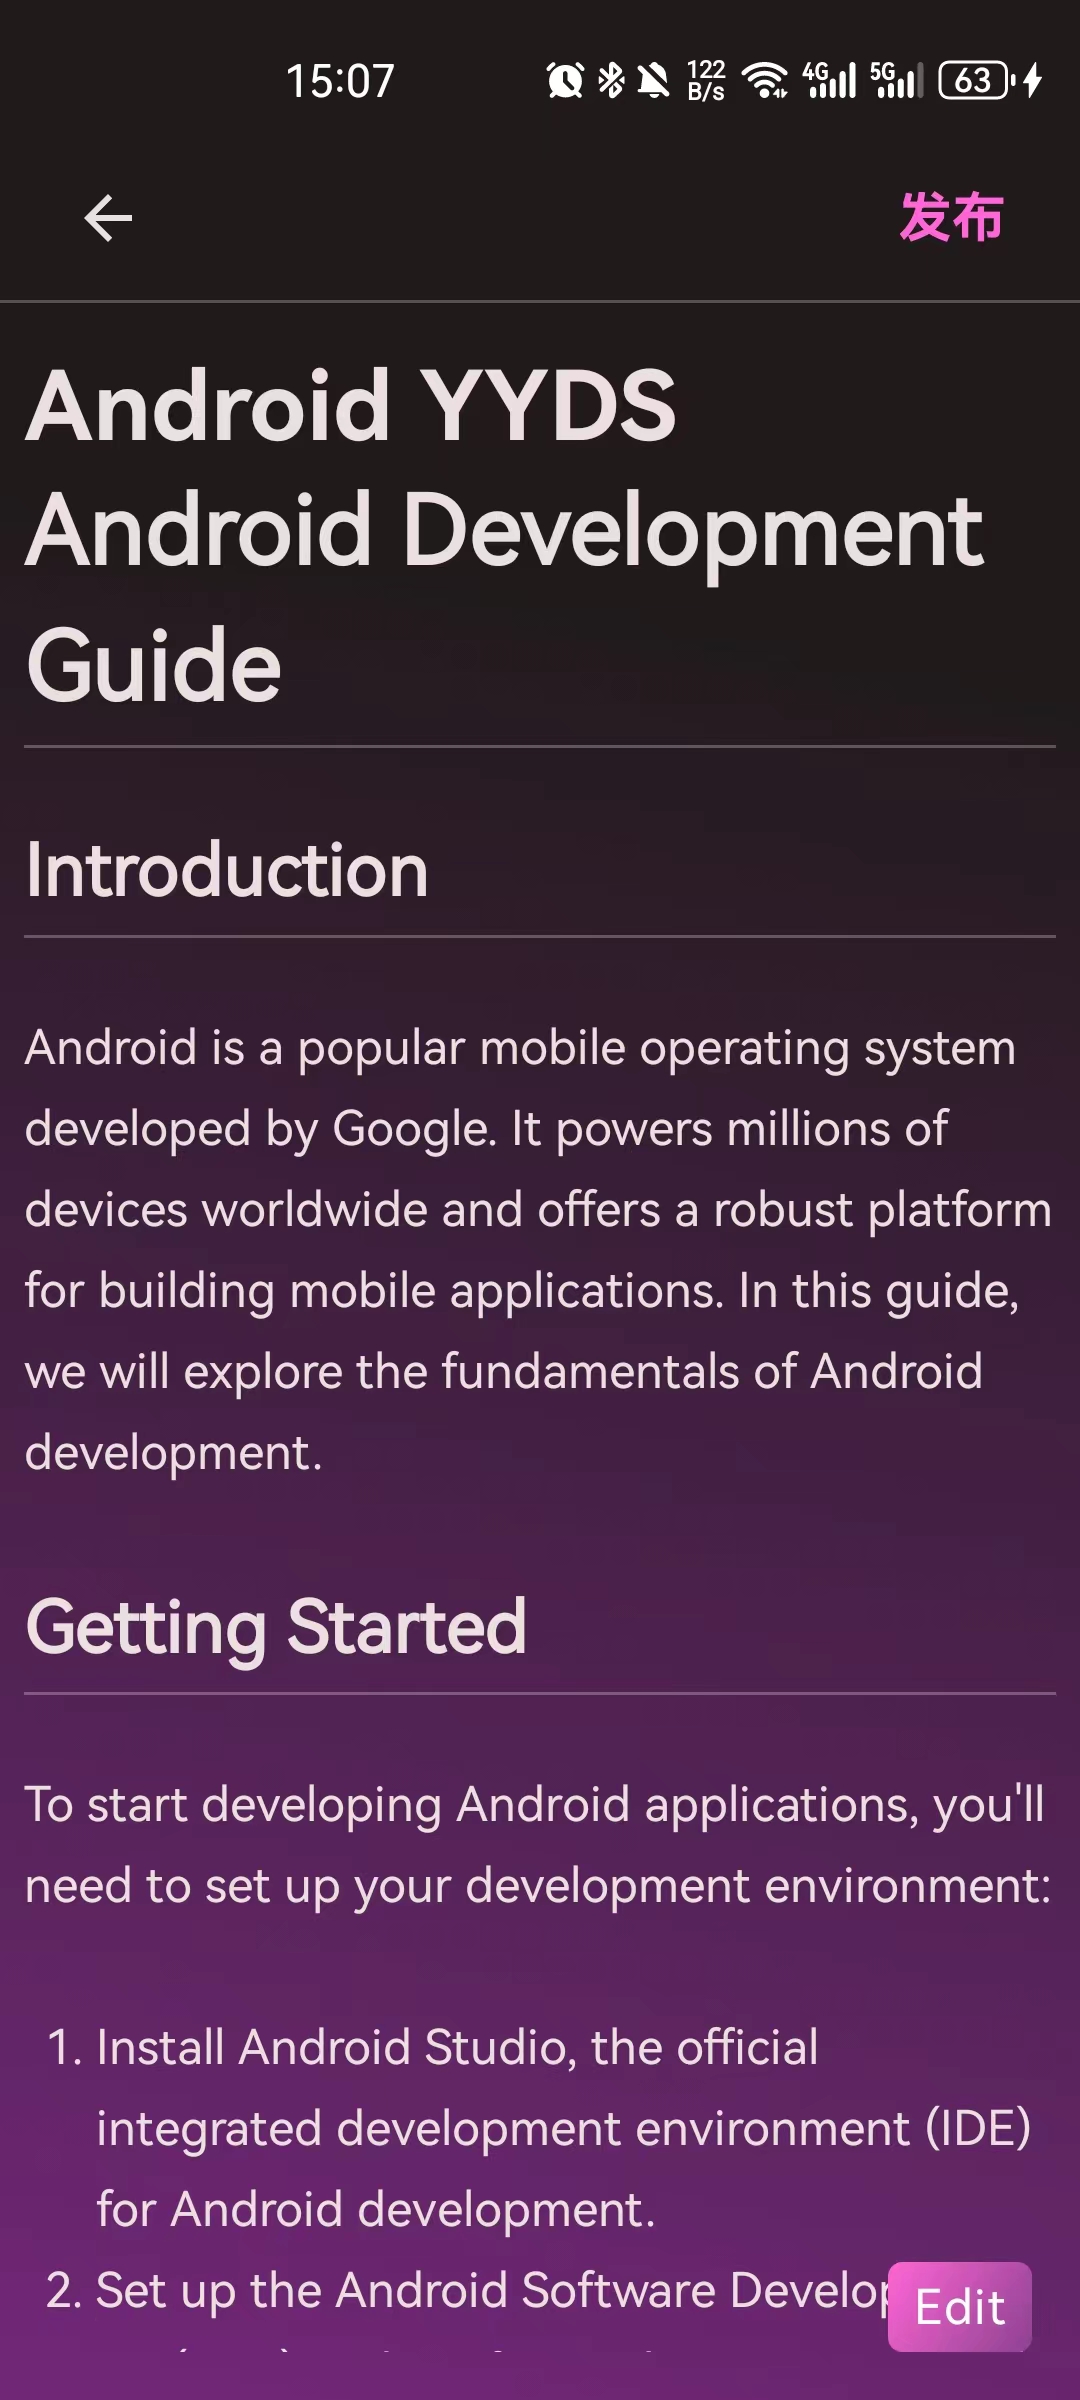 15:07
122
B/s
4G
5G
63
发布
Android YYDS
Android Development
Guide
Introduction
Android is a popular mobile operating system
developed by Google. It powers millions of
devices worldwide and offers a robust platform
for building mobile applications. In this guide,
we will explore the fundamentals of Android
development.
Getting Started
To start developing Android applications, you'll
need to set up your development environment:
1. Install Android Studio, the official
integrated development environment (IDE)
for Android development.
2. Set up the Android Software
Edit